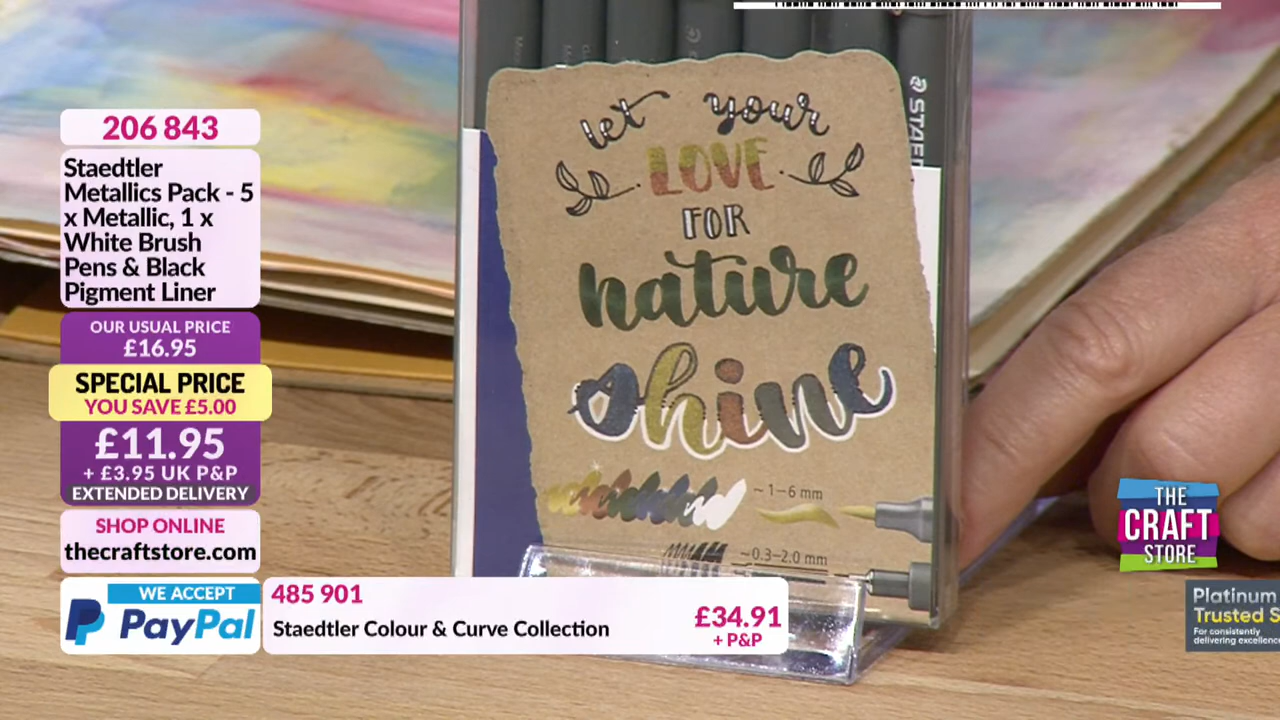 206 843
Staedtler
Metallics Pack - 5
x Metallic, 1 x
White Brush
Pens & Black
Pigment Liner
OUR USUAL PRICE
£16.95
SPECIAL PRICE
YOU SAVE £5.00
£11.95
+ £3.95 UK P&P
EXTENDED DELIVERY
SHOP ONLINE
thecraftstore.com
WE ACCEPT
PayPal
485 901
Staedtler Colour & Curve Collection
£34.91
+ P&P
let your
LOVE
FOR
nature
shine
~1–6 mm
~0.3–2.0 mm
STAED
THE
CRAFT
STORE
Platinum
Trusted S
For consistently
delivering excellence